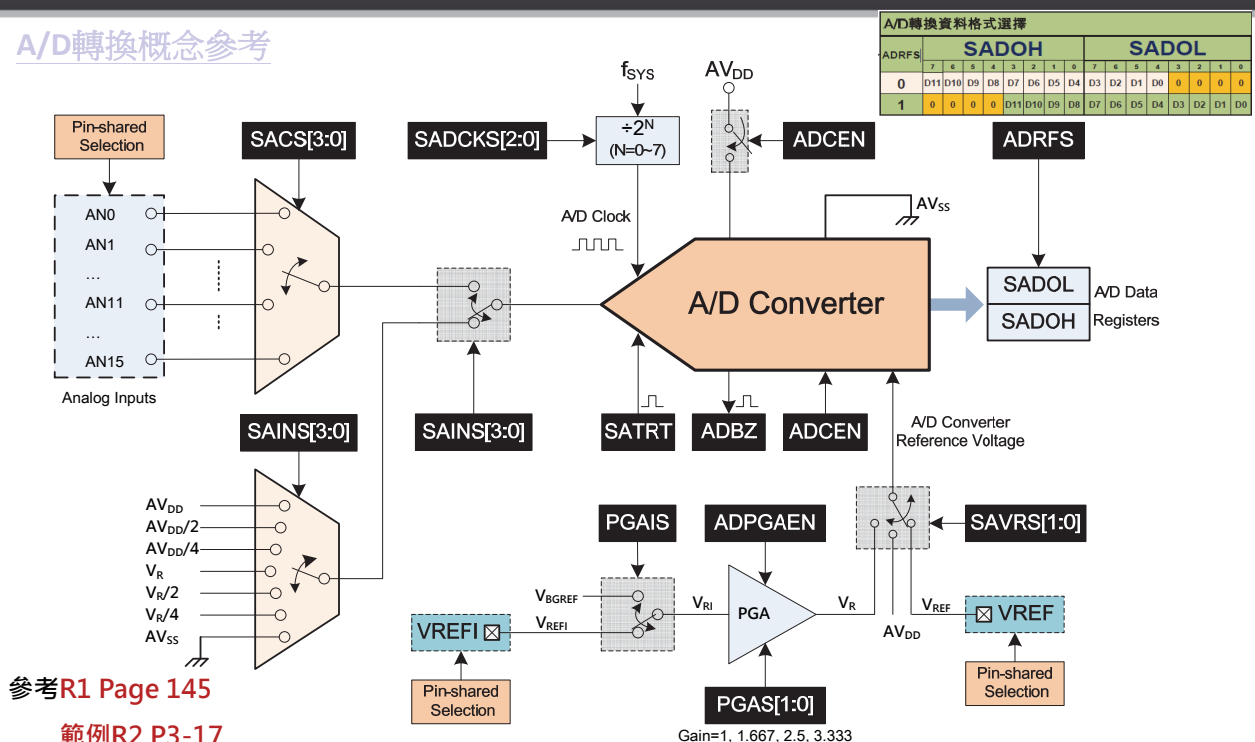 A/D轉換概念參考
A/D轉換資料格式選擇
ADRFS SADOH SADOL
7 6 5 4 3 2 1 0 7 6 5 4 3 2 1 0
0 D11 D10 D9 D8 D7 D6 D5 D4 D3 D2 D1 D0 0 0 0 0
1 0 0 0 0 D11 D10 D9 D8 D7 D6 D5 D4 D3 D2 D1 D0
fSYS
AVDD
Pin-shared
Selection
SACS[3:0]
SADCKS[2:0]
÷2N
(N=0~7)
ADCEN
ADRFS
AN0
AN1
...
AN11
...
AN15
Analog Inputs
A/D Clock
AVSS
A/D Converter
SADOL
SADOH
A/D Data
Registers
SAINS[3:0]
SAINS[3:0]
SATRT
ADBZ
ADCEN
A/D Converter
Reference Voltage
AVDD
AVDD/2
AVDD/4
VR
VR/2
VR/4
AVSS
PGAIS
ADPGAEN
SAVRS[1:0]
VBGREF
VREFI
VREFI
VRI
PGA
VR
AVDD
VREF
VREF
Pin-shared
Selection
Pin-shared
Selection
PGAS[1:0]
Gain=1, 1.667, 2.5, 3.333
參考R1 Page 145
範例R2 P3-17